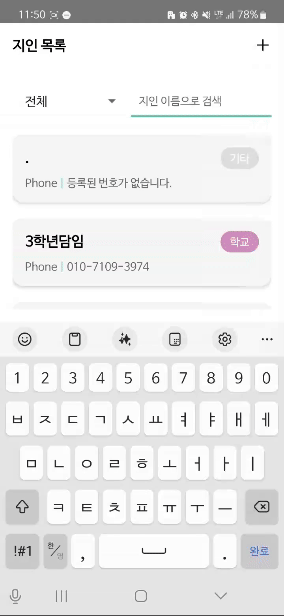 11:50 LTE 78%
지인 목록 +
전체 지인 이름으로 검색
. 기타
Phone | 등록된 번호가 없습니다.
3학년담임 학교
Phone | 010-7109-3974
1 2 3 4 5 6 7 8 9 0
ㅂ ㅈ ㄷ ㄱ ㅅ ㅛ ㅕ ㅑ ㅐ ㅔ
ㅁ ㄴ ㅇ ㄹ ㅎ ㅗ ㅓ ㅏ ㅣ
ㅋ ㅌ ㅊ ㅍ ㅠ ㅜ ㅡ
!#1 한/영 , . 완료